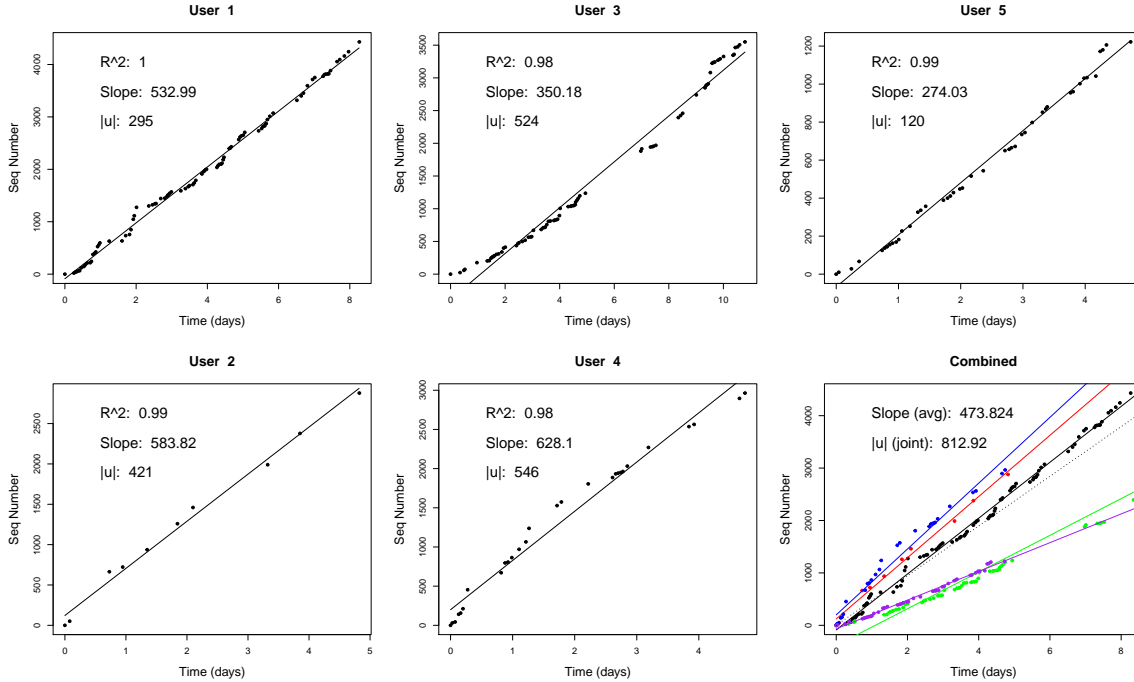 User 1
R^2: 1
Slope: 532.99
|u|: 295
Seq Number
0 1000 2000 3000 4000
0 2 4 6 8
Time (days)
User 3
R^2: 0.98
Slope: 350.18
|u|: 524
Seq Number
0 500 1000 1500 2000 2500 3000 3500
0 2 4 6 8 10
Time (days)
User 5
R^2: 0.99
Slope: 274.03
|u|: 120
Seq Number
0 200 400 600 800 1000 1200
0 1 2 3 4
Time (days)
User 2
R^2: 0.99
Slope: 583.82
|u|: 421
Seq Number
0 500 1000 1500 2000 2500
0 1 2 3 4 5
Time (days)
User 4
R^2: 0.98
Slope: 628.1
|u|: 546
Seq Number
0 500 1000 1500 2000 2500 3000
0 1 2 3 4
Time (days)
Combined
Slope (avg): 473.824
|u| (joint): 812.92
Seq Number
0 1000 2000 3000 4000
0 2 4 6 8
Time (days)